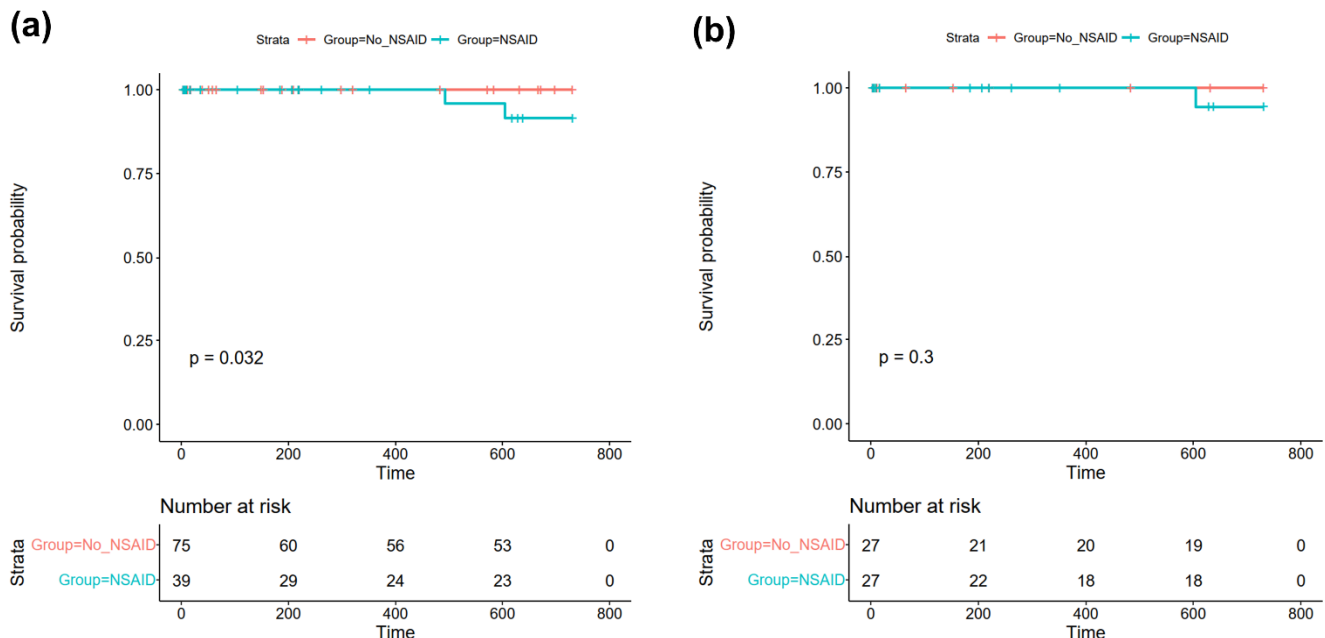 (a)
Strata Group=No_NSAID Group=NSAID
Survival probability
1.00
0.75
0.50
0.25
0.00
p = 0.032
0 200 400 600 800
Time
Number at risk
Strata
Group=No_NSAID 75 60 56 53 0
Group=NSAID 39 29 24 23 0
0 200 400 600 800
Time
(b)
Strata Group=No_NSAID Group=NSAID
Survival probability
1.00
0.75
0.50
0.25
0.00
p = 0.3
0 200 400 600 800
Time
Number at risk
Strata
Group=No_NSAID 27 21 20 19 0
Group=NSAID 27 22 18 18 0
0 200 400 600 800
Time